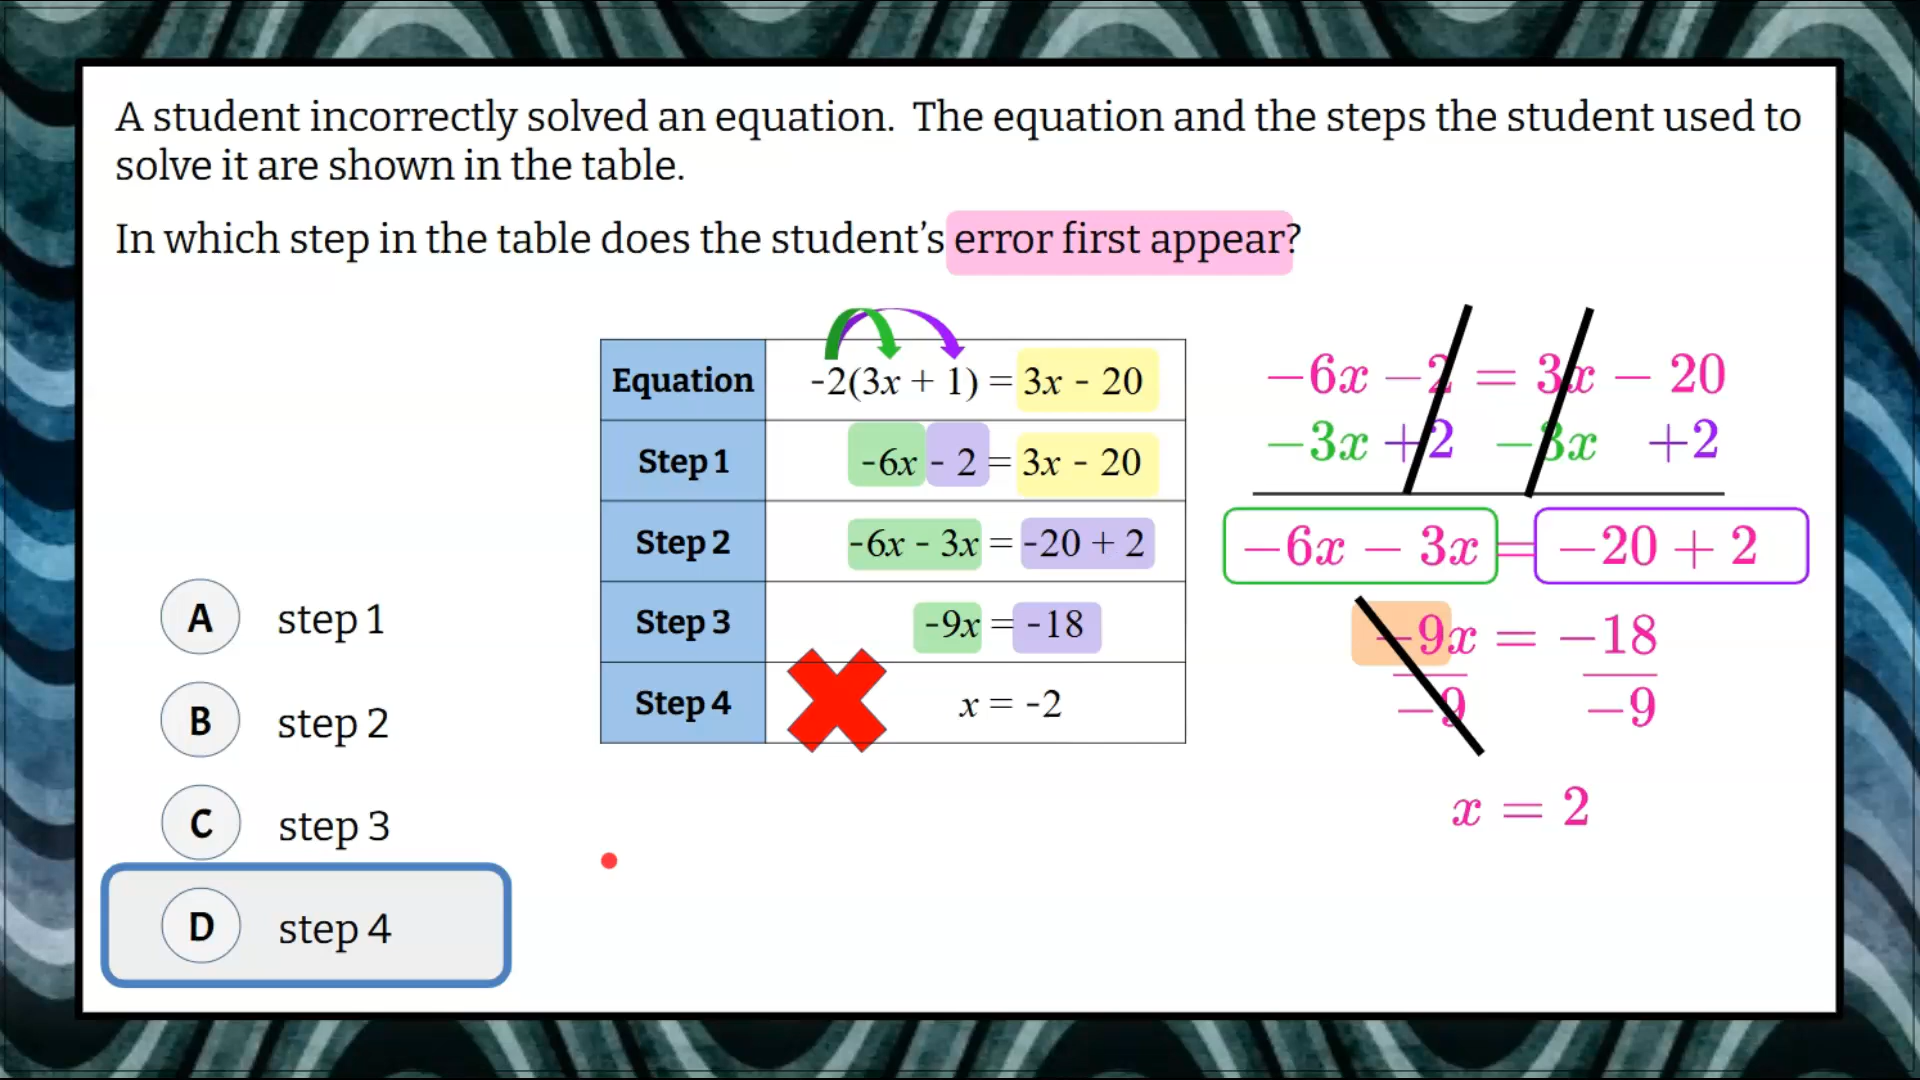 A student incorrectly solved an equation. The equation and the steps the student used to
solve it are shown in the table.
In which step in the table does the student's error first appear?
Equation -2(3x + 1) = 3x - 20
Step 1 -6x - 2 = 3x - 20
Step 2 -6x - 3x = -20 + 2
Step 3 -9x = -18
Step 4 x = -2
A step 1
B step 2
C step 3
D step 4
−6x −2 = 3x − 20
−3x +2 −3x +2
−6x − 3x = −20 + 2
−9x = −18
−9 −9
x = 2